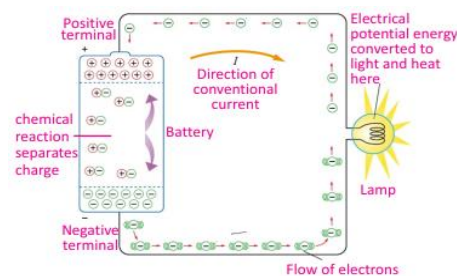 Positive
terminal
+
I
Direction of
conventional
current
Electrical
potential energy
converted to
light and heat
here
chemical
reaction
separates
charge
Battery
Lamp
−
Negative
terminal
Flow of electrons